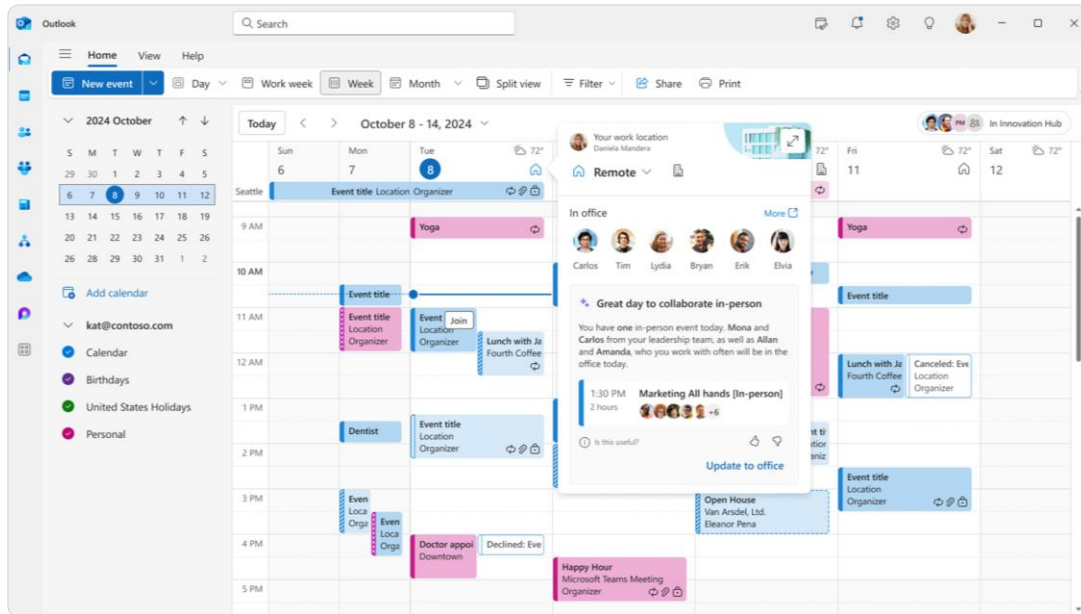 Outlook
Search
Home View Help
New event Day Work week Week Month Split view Filter Share Print
2024 October
S M T W T F S
29 30 1 2 3 4 5
6 7 8 9 10 11 12
13 14 15 16 17 18 19
20 21 22 23 24 25 26
26 28 29 30 31 1 2
Add calendar
kat@contoso.com
Calendar
Birthdays
United States Holidays
Personal
Today October 8 - 14, 2024
PM In Innovation Hub
Sun Mon Tue 72° 72° Fri 72° Sat 72°
6 7 8 11 12
Seattle Event title Location Organizer
9 AM
Yoga
Yoga
10 AM
Event title
Event title
11 AM
Event title
Location
Organizer
Event
Location
Organizer
Join
Lunch with Ja
Fourth Coffee
12 AM
Lunch with Ja
Fourth Coffee
Canceled: Eve
Location
Organizer
1 PM
Dentist
Event title
Location
Organizer
2 PM
Event title
Location
Organizer
3 PM
Even
Loca
Orga
Even
Loca
Orga
Open House
Van Arsdel, Ltd.
Eleanor Pena
4 PM
Doctor appoi
Downtown
Declined: Eve
Happy Hour
Microsoft Teams Meeting
Organizer
5 PM
Your work location
Daniela Mandera
Remote
In office More
Carlos Tim Lydia Bryan Erik Elvia
Great day to collaborate in-person
You have one in-person event today. Mona and
Carlos from your leadership team, as well as Allan
and Amanda, who you work with often will be in the
office today.
1:30 PM Marketing All hands [In-person]
2 hours +6
Is this useful?
Update to office